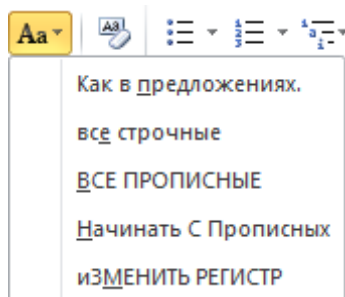 Aa
Как в предложениях.
все строчные
ВСЕ ПРОПИСНЫЕ
Начинать С Прописных
иЗМЕНИТЬ РЕГИСТР